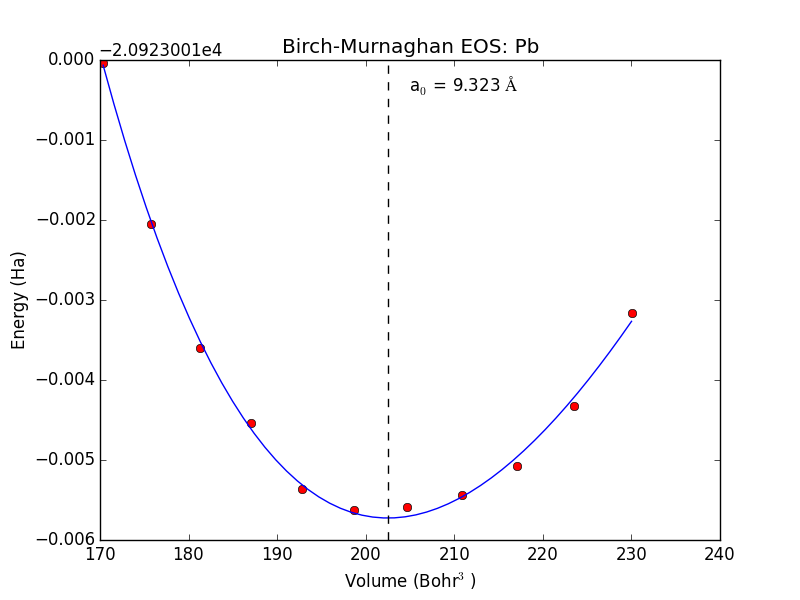 Birch-Murnaghan EOS: Pb
−2.0923001e4
a₀ = 9.323 Å
0.000
−0.001
−0.002
−0.003
−0.004
−0.005
−0.006
Energy (Ha)
170 180 190 200 210 220 230 240
Volume (Bohr³ )